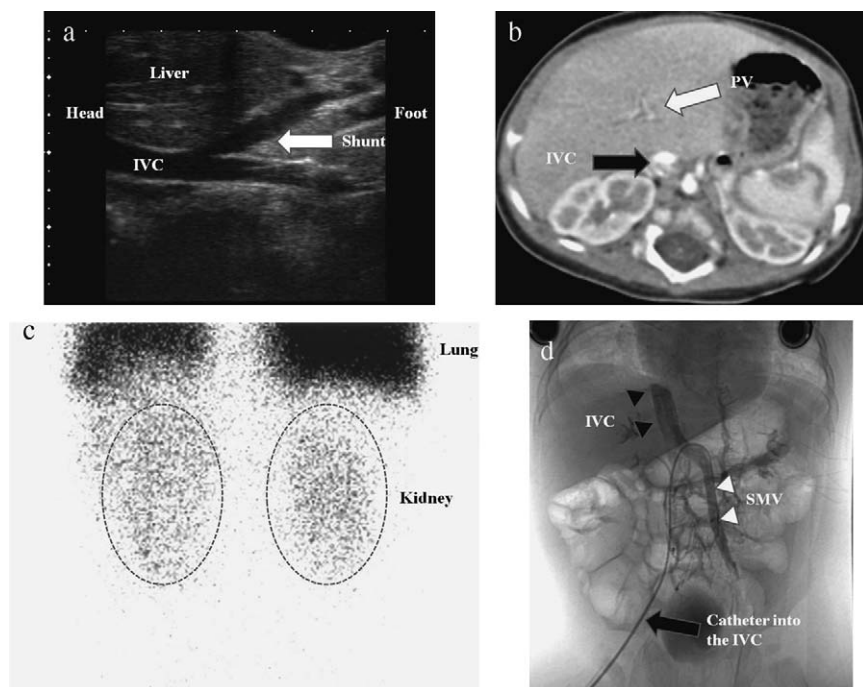 a
Liver
Head
Foot
Shunt
IVC
b
PV
IVC
c
Lung
Kidney
d
IVC
SMV
Catheter into
the IVC